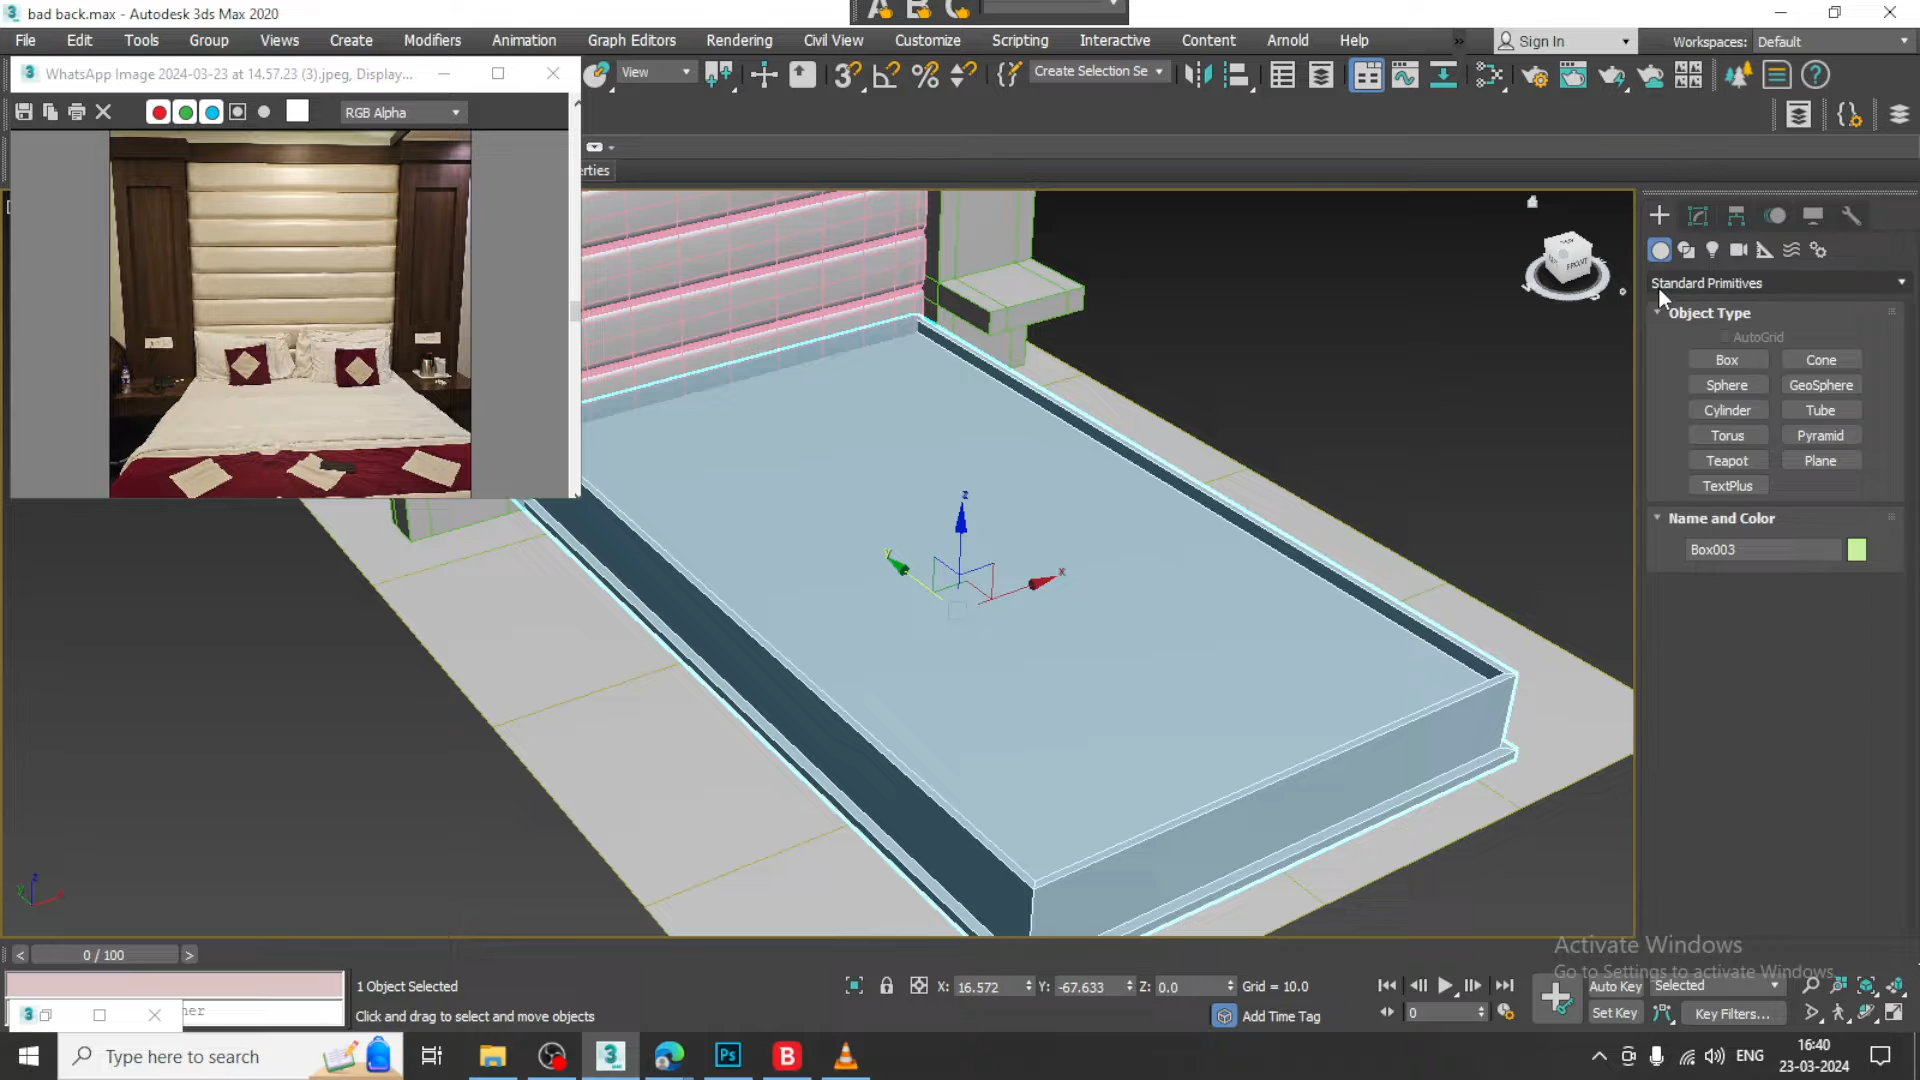 bad back.max - Autodesk 3ds Max 2020
File Edit Tools Group Views Create Modifiers Animation Graph Editors Rendering Civil View Customize Scripting Interactive Content Arnold Help
Sign In
Workspaces: Default
WhatsApp Image 2024-03-23 at 14.57.23 (3).jpeg, Display...
View
Create Selection Se
RGB Alpha
erties
FRONT
Standard Primitives
Object Type
AutoGrid
Box Cone
Sphere GeoSphere
Cylinder Tube
Torus Pyramid
Teapot Plane
TextPlus
Name and Color
Box003
z
x
y
z
Activate Windows
Go to Settings to activate Windows.
< 0 / 100 >
1 Object Selected
X: 16.572 Y: -67.633 Z: 0.0 Grid = 10.0
Auto Key Selected
ner
Click and drag to select and move objects
Add Time Tag
0
Set Key Key Filters...
Type here to search
3
Ps
B
ENG
16:40
23-03-2024